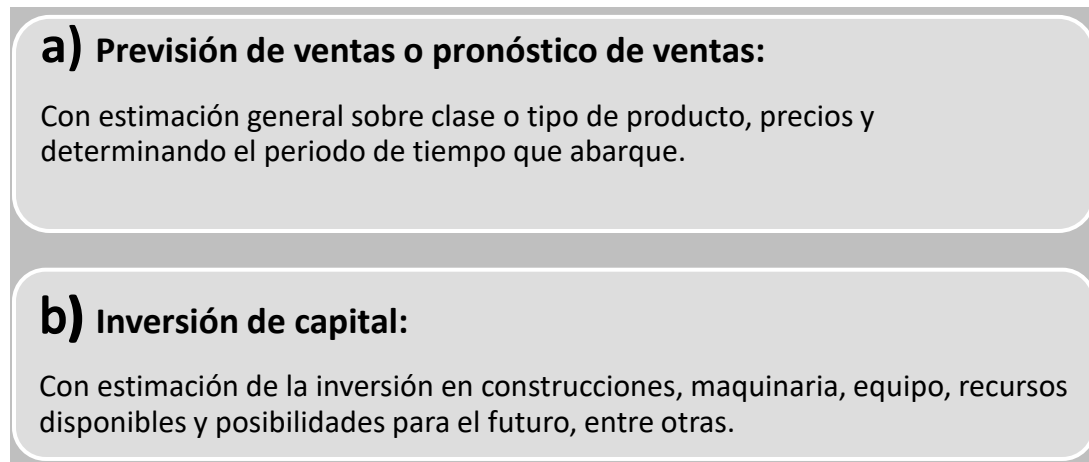 a) Previsión de ventas o pronóstico de ventas:
Con estimación general sobre clase o tipo de producto, precios y
determinando el periodo de tiempo que abarque.
b) Inversión de capital:
Con estimación de la inversión en construcciones, maquinaria, equipo, recursos
disponibles y posibilidades para el futuro, entre otras.